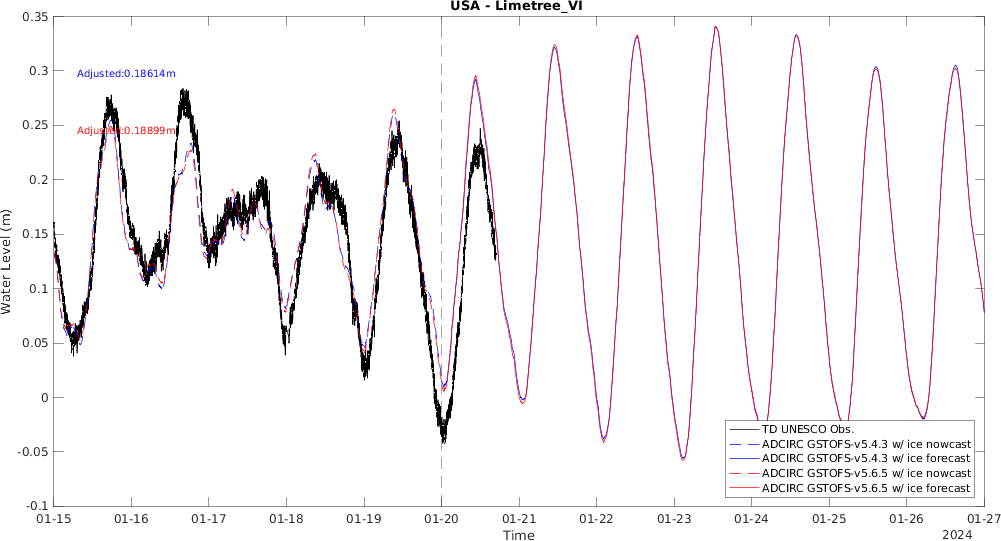 USA - Limetree_VI
0.35
0.3
0.25
0.2
0.15
0.1
0.05
0
-0.05
-0.1
Water Level (m)
Adjusted:0.18614m
Adjusted:0.18899m
TD UNESCO Obs.
ADCIRC GSTOFS-v5.4.3 w/ ice nowcast
ADCIRC GSTOFS-v5.4.3 w/ ice forecast
ADCIRC GSTOFS-v5.6.5 w/ ice nowcast
ADCIRC GSTOFS-v5.6.5 w/ ice forecast
01-15 01-16 01-17 01-18 01-19 01-20 01-21 01-22 01-23 01-24 01-25 01-26 01-27
Time
2024